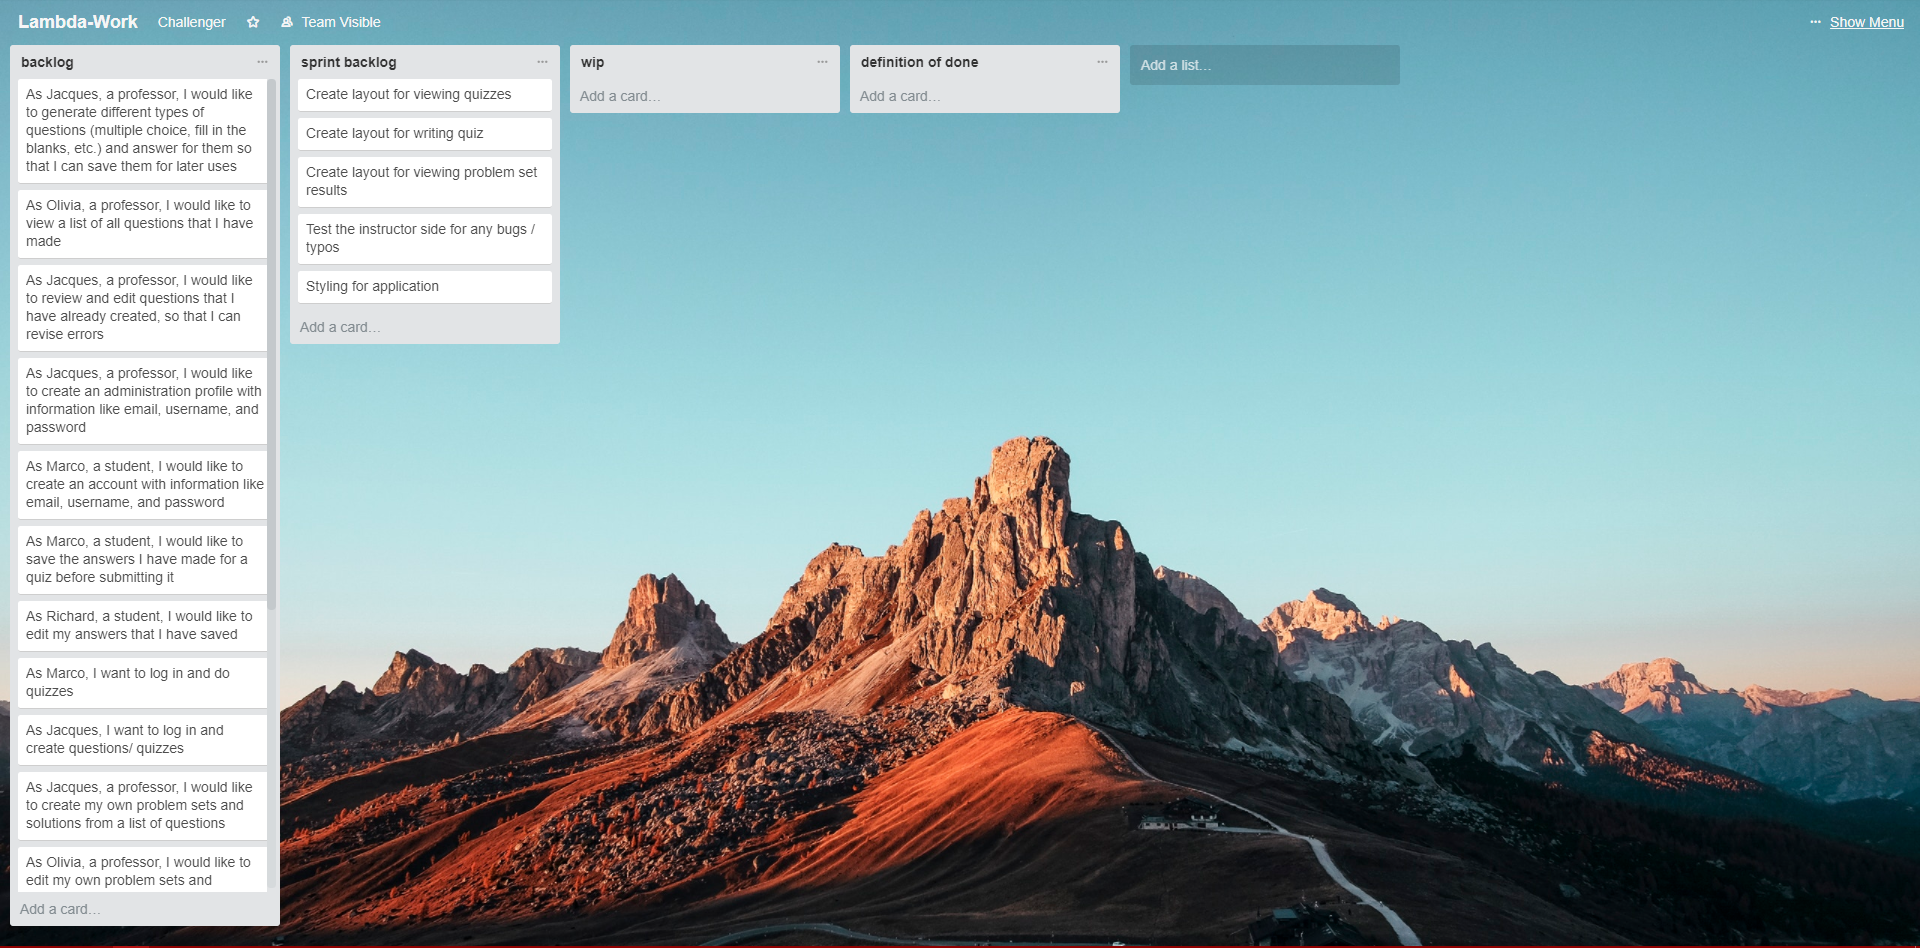 Lambda-Work Challenger Team Visible Show Menu
backlog
As Jacques, a professor, I would like
to generate different types of
questions (multiple choice, fill in the
blanks, etc.) and answer for them so
that I can save them for later uses
As Olivia, a professor, I would like to
view a list of all questions that I have
made
As Jacques, a professor, I would like
to review and edit questions that I
have already created, so that I can
revise errors
As Jacques, a professor, I would like
to create an administration profile with
information like email, username, and
password
As Marco, a student, I would like to
create an account with information like
email, username, and password
As Marco, a student, I would like to
save the answers I have made for a
quiz before submitting it
As Richard, a student, I would like to
edit my answers that I have saved
As Marco, I want to log in and do
quizzes
As Jacques, I want to log in and
create questions/ quizzes
As Jacques, a professor, I would like
to create my own problem sets and
solutions from a list of questions
As Olivia, a professor, I would like to
edit my own problem sets and
Add a card...
sprint backlog
Create layout for viewing quizzes
Create layout for writing quiz
Create layout for viewing problem set
results
Test the instructor side for any bugs /
typos
Styling for application
Add a card...
wip
Add a card...
definition of done
Add a card...
Add a list...